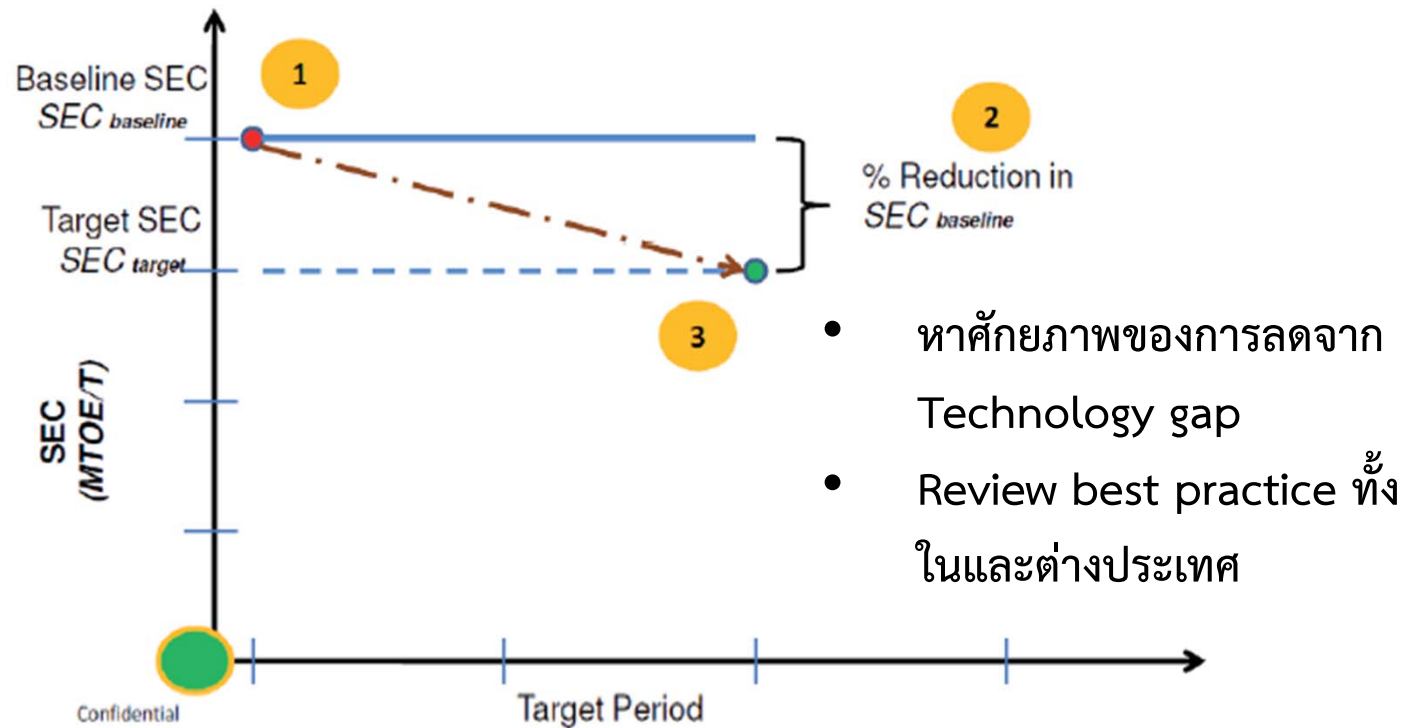 1
Baseline SEC
SEC baseline
2
% Reduction in
SEC baseline
Target SEC
SEC target
3
• หาศักยภาพของการลดจาก
Technology gap
• Review best practice ทั้ง
ในและต่างประเทศ
SEC
(MTOE/T)
Confidential
Target Period